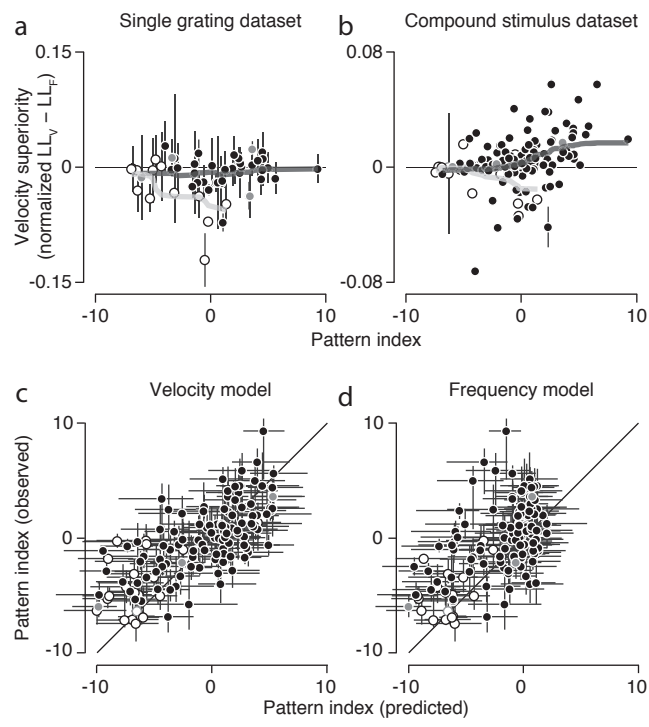 a
Single grating dataset
b
Compound stimulus dataset
Velocity superiority
(normalized LLV – LLF)
0.15
0
-0.15
0.08
0
-0.08
-10
0
10
-10
0
10
Pattern index
c
Velocity model
d
Frequency model
Pattern index (observed)
10
0
-10
10
0
-10
-10
0
10
-10
0
10
Pattern index (predicted)